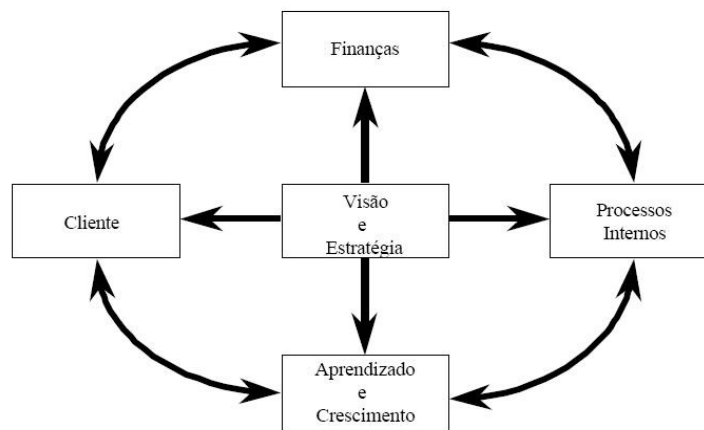 Finanças
Cliente
Visão
e
Estratégia
Processos
Internos
Aprendizado
e
Crescimento